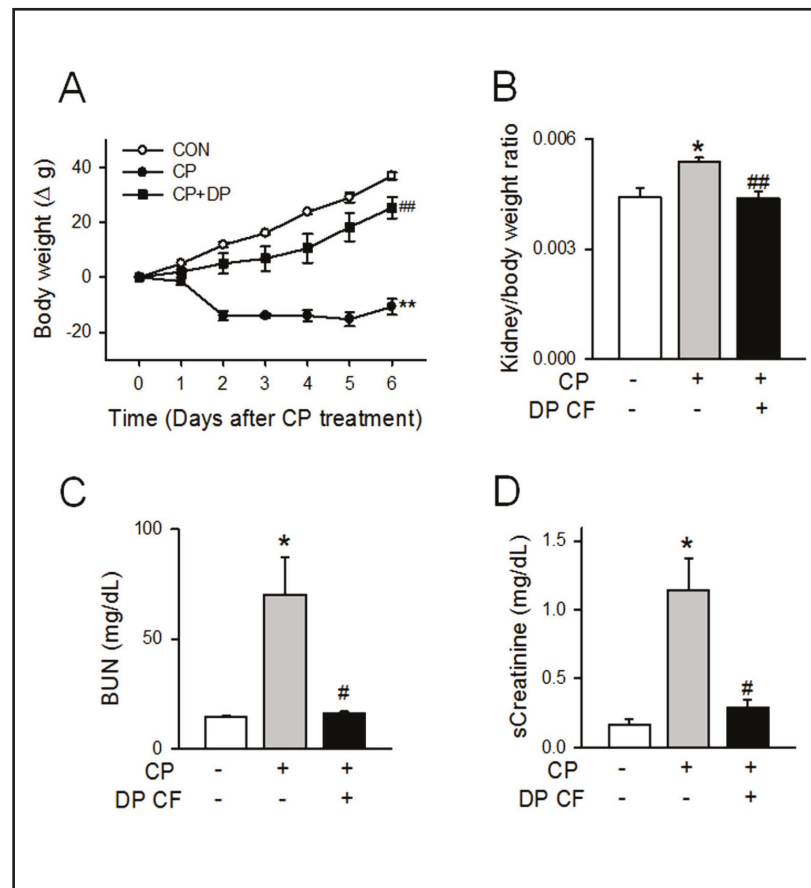 A
CON
CP
CP+DP
Body weight (Δ g)
40
20
0
-20
##
**
0 1 2 3 4 5 6
Time (Days after CP treatment)
B
Kidney/body weight ratio
0.006
0.003
0.000
*
##
CP - + +
DP CF - - +
C
BUN (mg/dL)
100
50
0
*
#
CP - + +
DP CF - - +
D
sCreatinine (mg/dL)
1.5
1.0
0.5
0.0
*
#
CP - + +
DP CF - - +